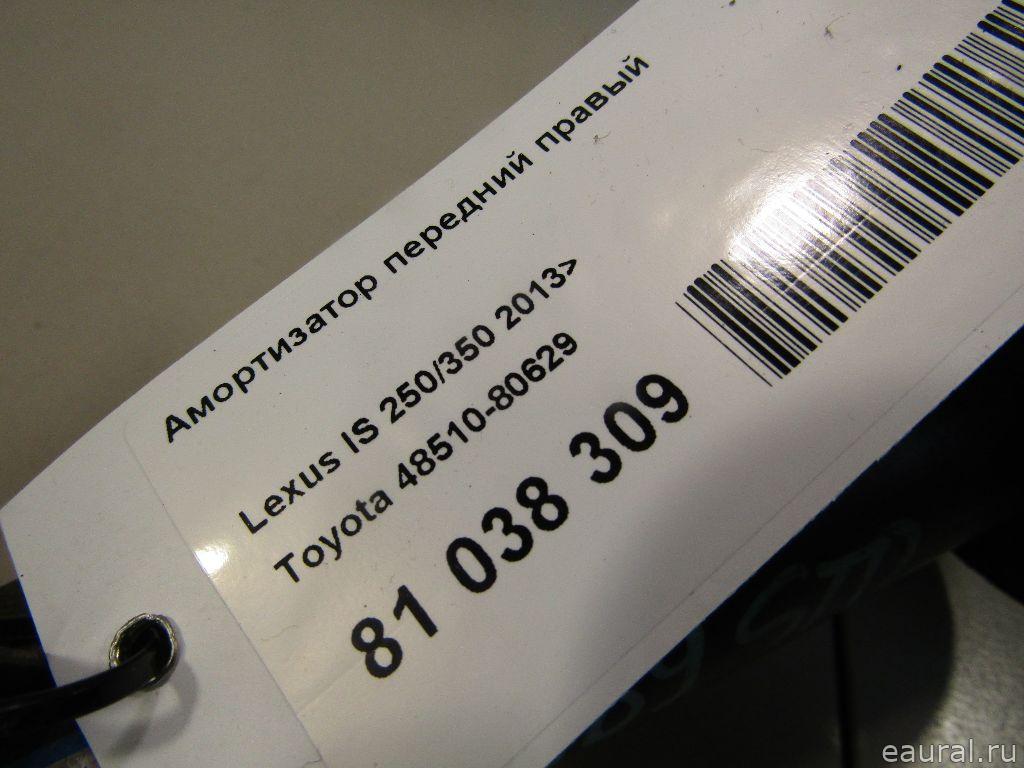 Амортизатор передний правый
Lexus IS 250/350 2013>
Toyota 48510-80629
81 038 309
eaural.ru